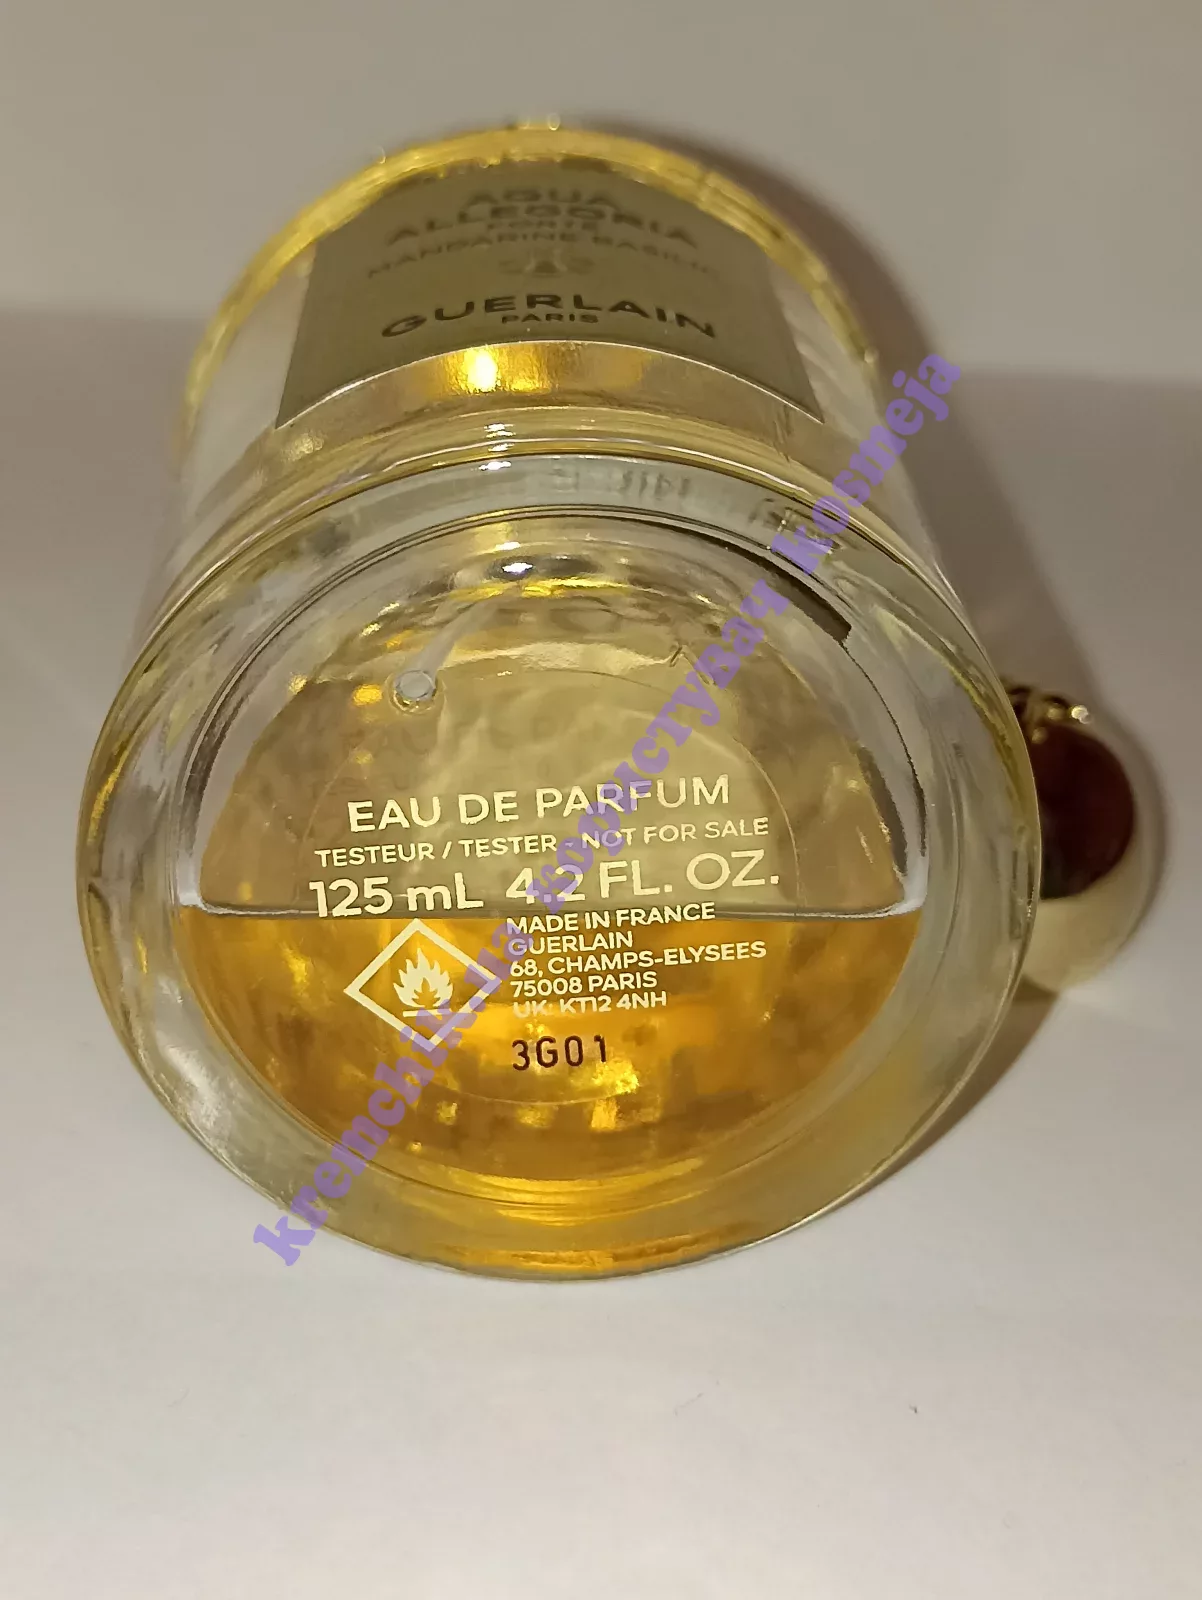 AQUA
ALLEGORIA
FORTE
MANDARINE BASILIC
GUERLAIN
PARIS
EAU DE PARFUM
TESTEUR / TESTER - NOT FOR SALE
125 mL 4.2 FL. OZ.
MADE IN FRANCE
GUERLAIN
68, CHAMPS-ELYSEES
75008 PARIS
UK: KT12 4NH
3G01
kremchik.ua користувач kosmeja